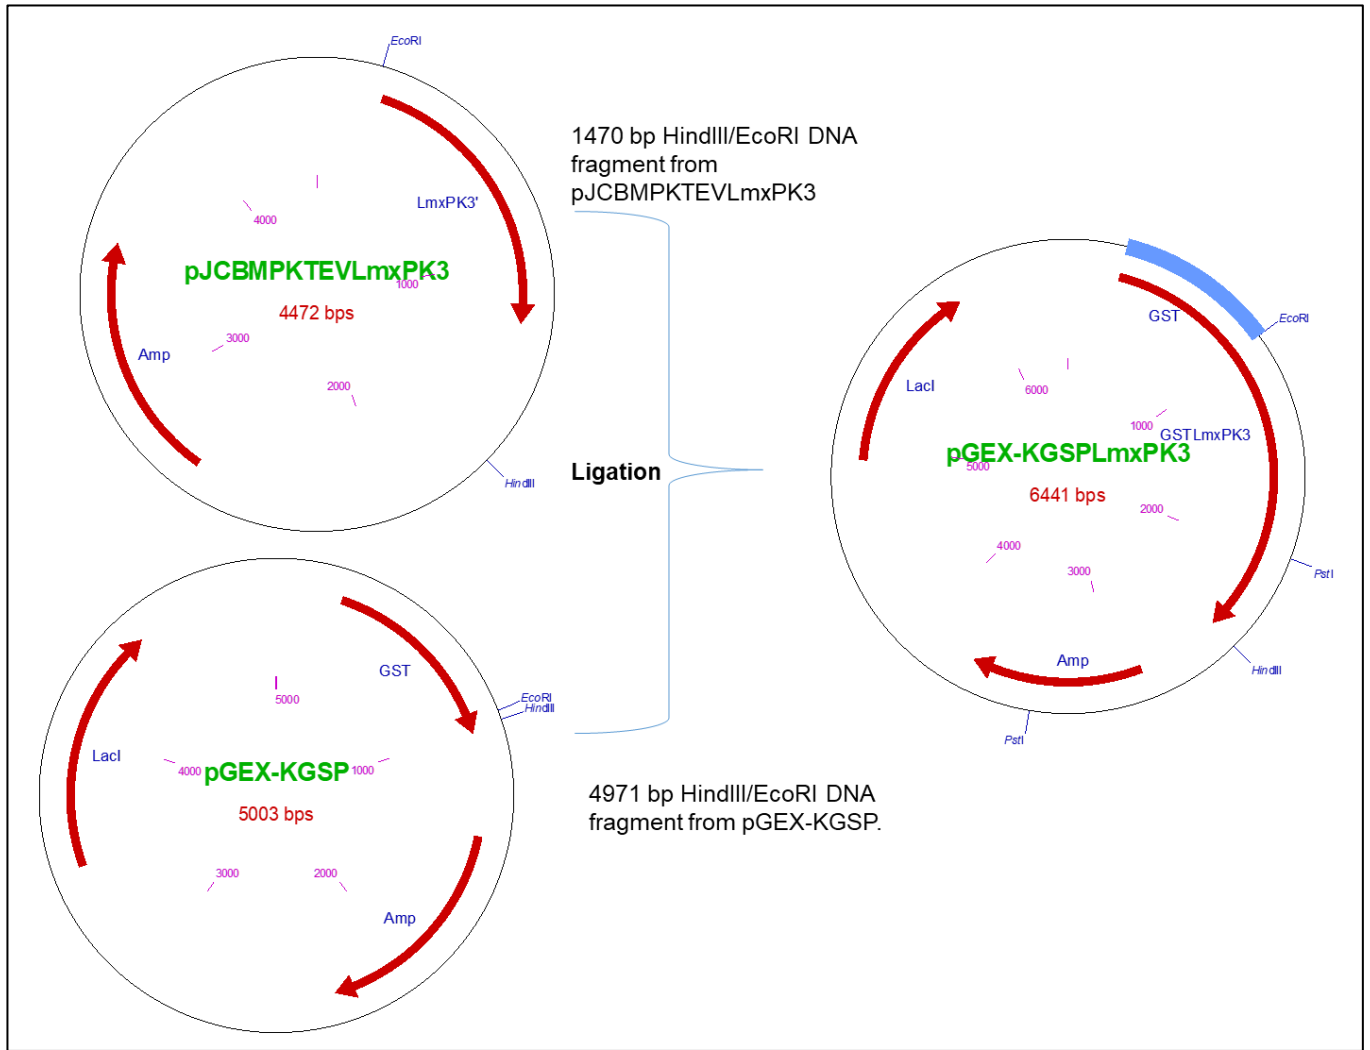 EcoRI
LmxPK3'
4000
pJCBMPKTEVLmxPK3
1000
4472 bps
3000
Amp
2000
HindIII
1470 bp HindIII/EcoRI DNA
fragment from
pJCBMPKTEVLmxPK3
Ligation
GST
EcoRI
LacI
6000
1000
GSTLmxPK3
pGEX-KGSPLmxPK3
5000
6441 bps
2000
4000
3000
PstI
Amp
HindIII
PstI
GST
5000
EcoRI
HindIII
LacI
4000
pGEX-KGSP
1000
5003 bps
3000
2000
Amp
4971 bp HindIII/EcoRI DNA
fragment from pGEX-KGSP.